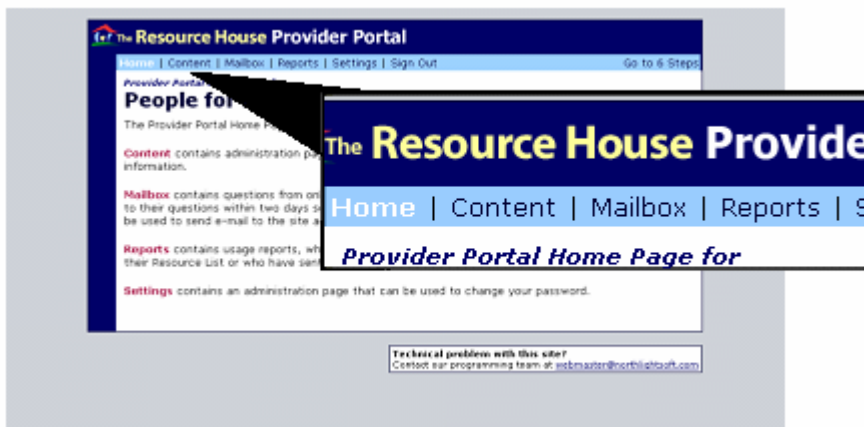 The Resource House Provider Portal
Home | Content | Mailbox | Reports | Settings | Sign Out Go to 6 Steps
Provider Portal
People for
The Provider Portal Home
Content contains administration
information.
Mailbox contains questions from
to their questions within two days
be used to send e-mail to the site
Reports contains usage reports,
their Resource List or who have sent
Settings contains an administration page that can be used to change your password.
The Resource House Provide
Home | Content | Mailbox | Reports | S
Provider Portal Home Page for
Technical problem with this site?
Contact our programming team at webmaster@northlightsoft.com